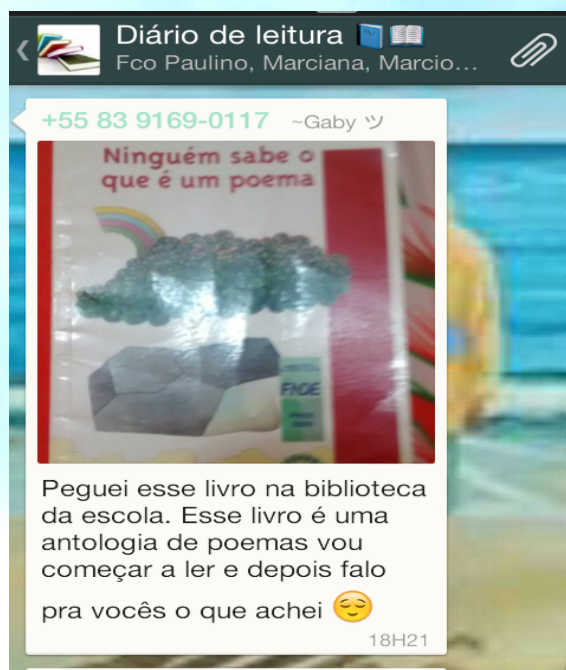 Diário de leitura
Fco Paulino, Marciana, Marcio...
+55 83 9169-0117 ~Gaby ツ
Ninguém sabe o
que é um poema
FNDE
Peguei esse livro na biblioteca
da escola. Esse livro é uma
antologia de poemas vou
começar a ler e depois falo
pra vocês o que achei
18H21